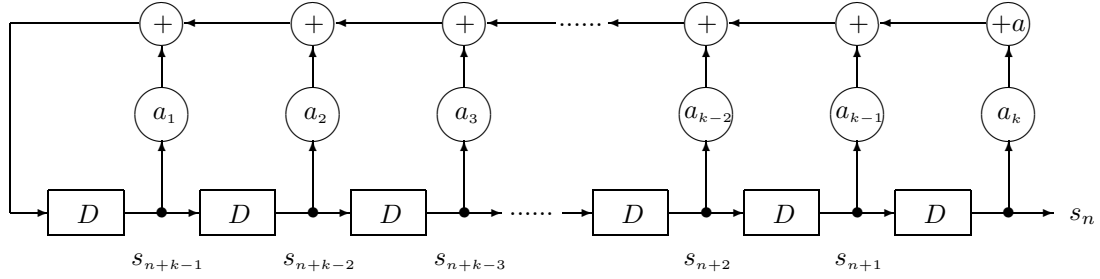 + + + ...... + + +a
a₁ a₂ a₃ aₖ₋₂ aₖ₋₁ aₖ
D D D ...... D D D sₙ
sₙ₊ₖ₋₁ sₙ₊ₖ₋₂ sₙ₊ₖ₋₃ sₙ₊₂ sₙ₊₁